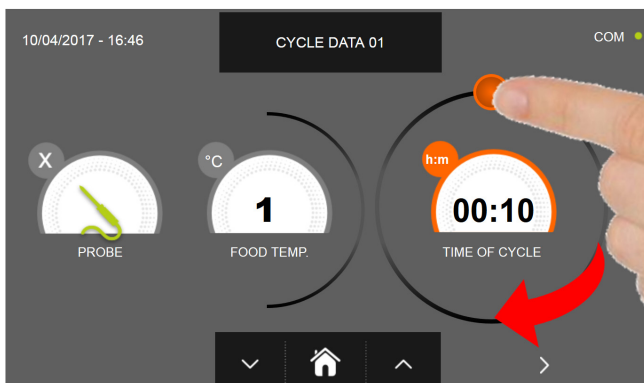 10/04/2017 - 16:46
CYCLE DATA 01
COM
X
°C
h:m
1
00:10
PROBE
FOOD TEMP.
TIME OF CYCLE